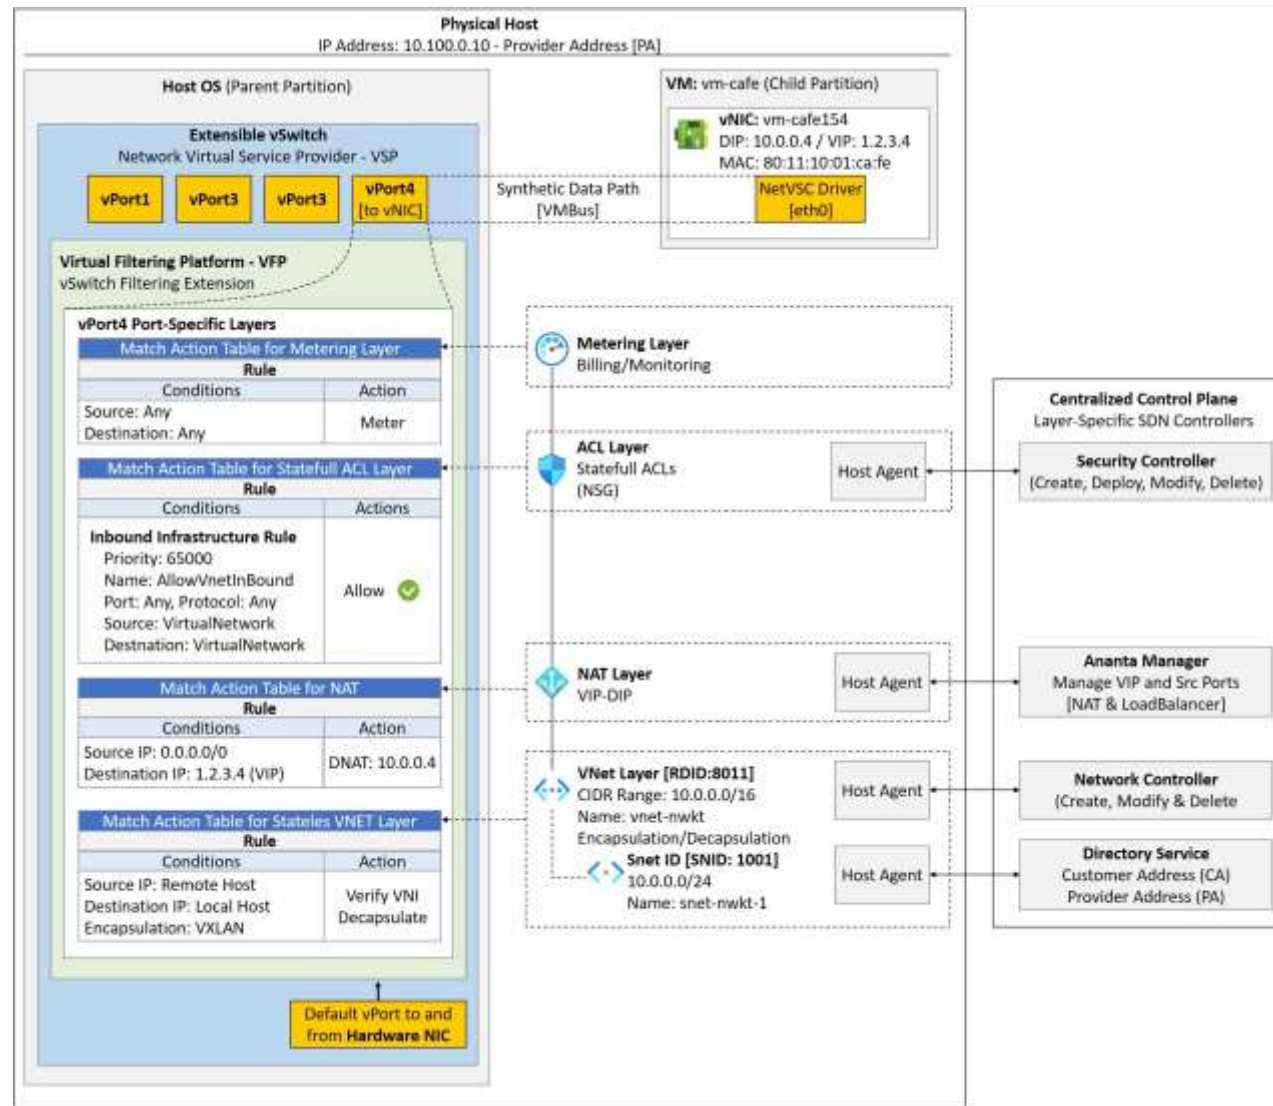 Physical Host
IP Address: 10.100.0.10 - Provider Address [PA]
Host OS (Parent Partition)
Extensible vSwitch
Network Virtual Service Provider - VSP
vPort1
vPort3
vPort3
vPort4
[to vNIC]
Synthetic Data Path
[VMBus]
VM: vm-cafe (Child Partition)
vNIC: vm-cafe154
DIP: 10.0.0.4 / VIP: 1.2.3.4
MAC: 80:11:10:01:ca:fe
NetVSC Driver
[eth0]
Virtual Filtering Platform - VFP
vSwitch Filtering Extension
vPort4 Port-Specific Layers
Match Action Table for Metering Layer
Rule
Conditions
Action
Source: Any
Destination: Any
Meter
Match Action Table for Statefull ACL Layer
Rule
Conditions
Actions
Inbound Infrastructure Rule
Priority: 65000
Name: AllowVnetInBound
Port: Any, Protocol: Any
Source: VirtualNetwork
Destnation: VirtualNetwork
Allow
Match Action Table for NAT
Rule
Conditions
Action
Source IP: 0.0.0.0/0
Destination IP: 1.2.3.4 (VIP)
DNAT: 10.0.0.4
Match Action Table for Stateles VNET Layer
Rule
Conditions
Action
Source IP: Remote Host
Destination IP: Local Host
Encapsulation: VXLAN
Verify VNI
Decapsulate
Default vPort to and
from Hardware NIC
Metering Layer
Billing/Monitoring
ACL Layer
Statefull ACLs
(NSG)
Host Agent
NAT Layer
VIP-DIP
Host Agent
VNet Layer [RDID:8011]
CIDR Range: 10.0.0.0/16
Name: vnet-nwkt
Encapsulation/Decapsulation
Host Agent
Snet ID [SNID: 1001]
10.0.0.0/24
Name: snet-nwkt-1
Host Agent
Centralized Control Plane
Layer-Specific SDN Controllers
Security Controller
(Create, Deploy, Modify, Delete)
Ananta Manager
Manage VIP and Src Ports
[NAT & LoadBalancer]
Network Controller
(Create, Modify & Delete
Directory Service
Customer Address (CA)
Provider Address (PA)